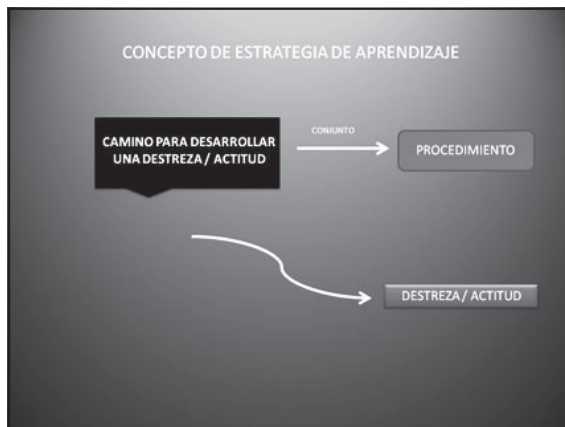 CONCEPTO DE ESTRATEGIA DE APRENDIZAJE
CAMINO PARA DESARROLLAR
UNA DESTREZA / ACTITUD
CONJUNTO
PROCEDIMIENTO
DESTREZA / ACTITUD